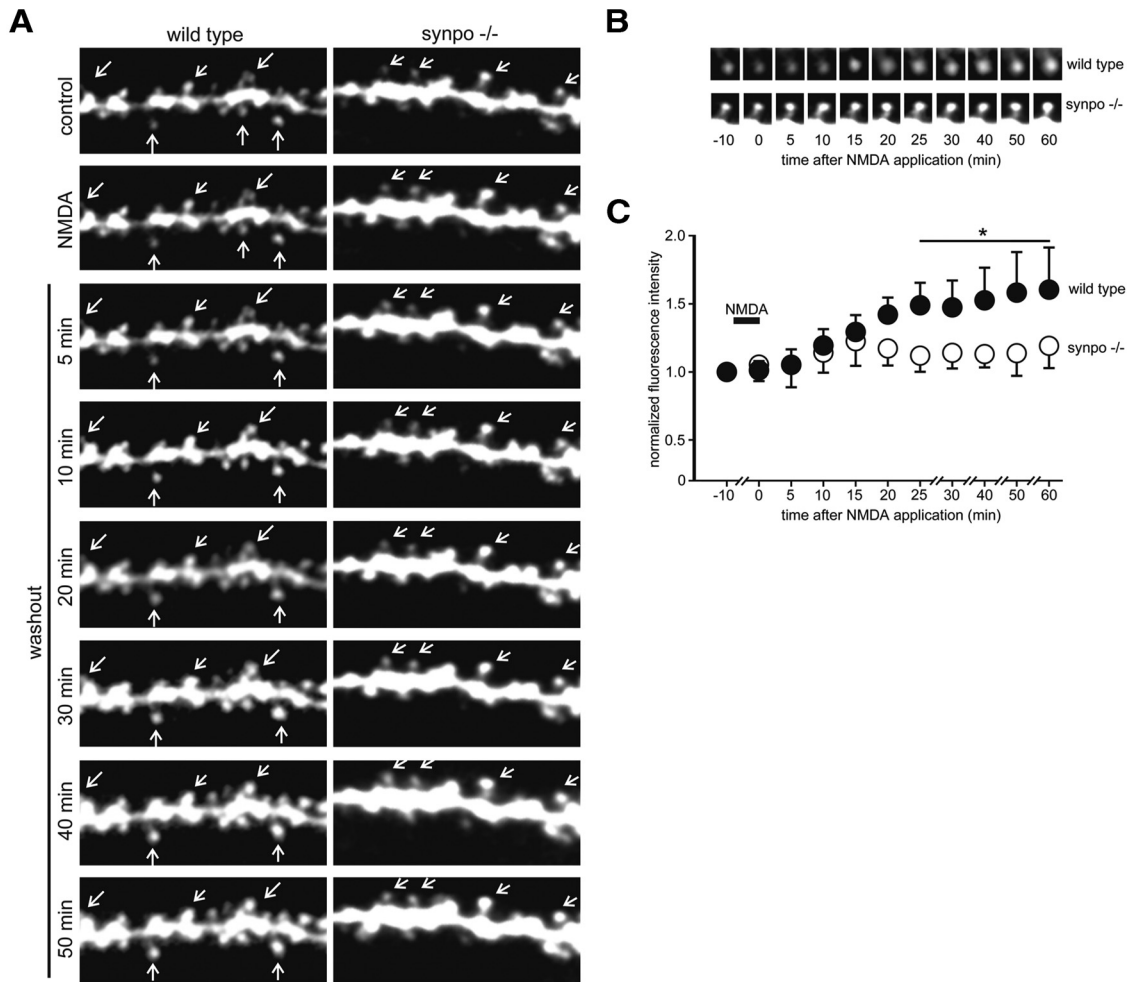 A
wild type
synpo -/-
control
NMDA
washout
5 min
10 min
20 min
30 min
40 min
50 min
B
wild type
synpo -/-
-10 0 5 10 15 20 25 30 40 50 60
time after NMDA application (min)
C
normalized fluorescence intensity
2.0
1.5
1.0
0.5
0
NMDA
*
wild type
synpo -/-
-10 0 5 10 15 20 25 30 40 50 60
time after NMDA application (min)